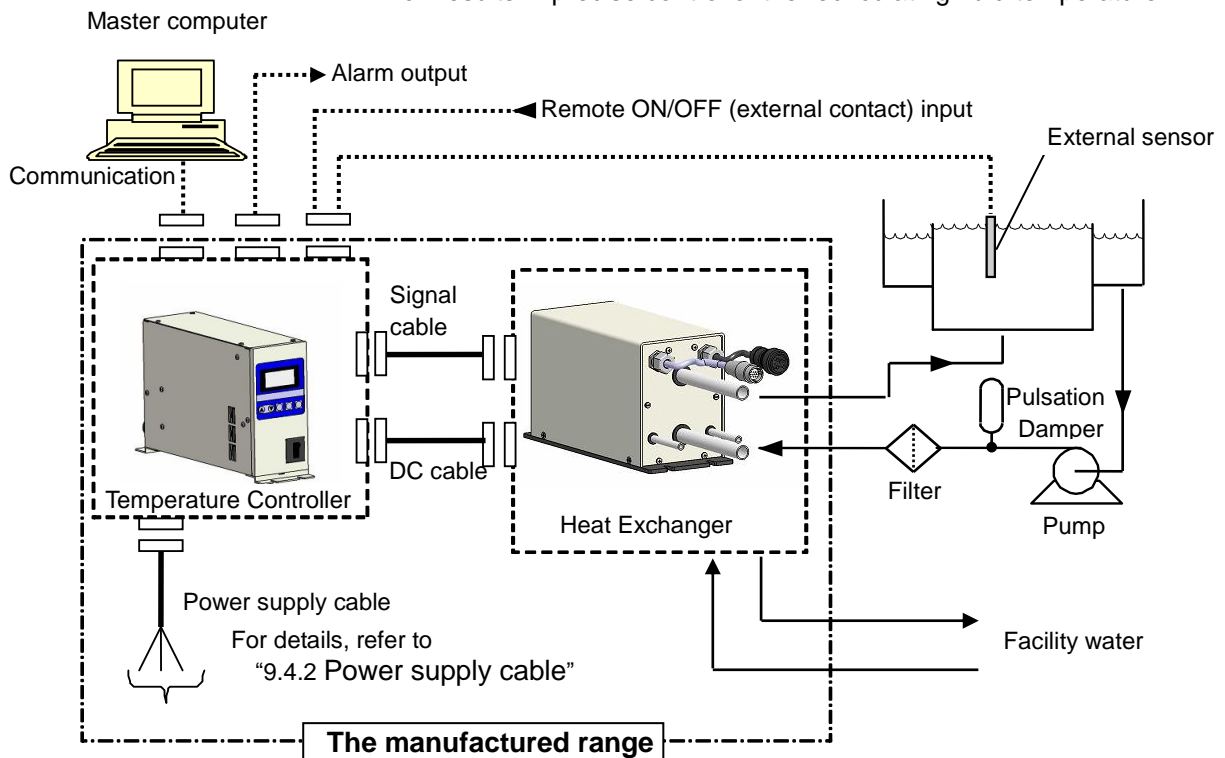 Master computer
Alarm output
Remote ON/OFF (external contact) input
External sensor
Communication
Signal
cable
Pulsation
Damper
DC cable
Temperature Controller
Filter
Heat Exchanger
Pump
Power supply cable
For details, refer to
“9.4.2 Power supply cable”
Facility water
The manufactured range